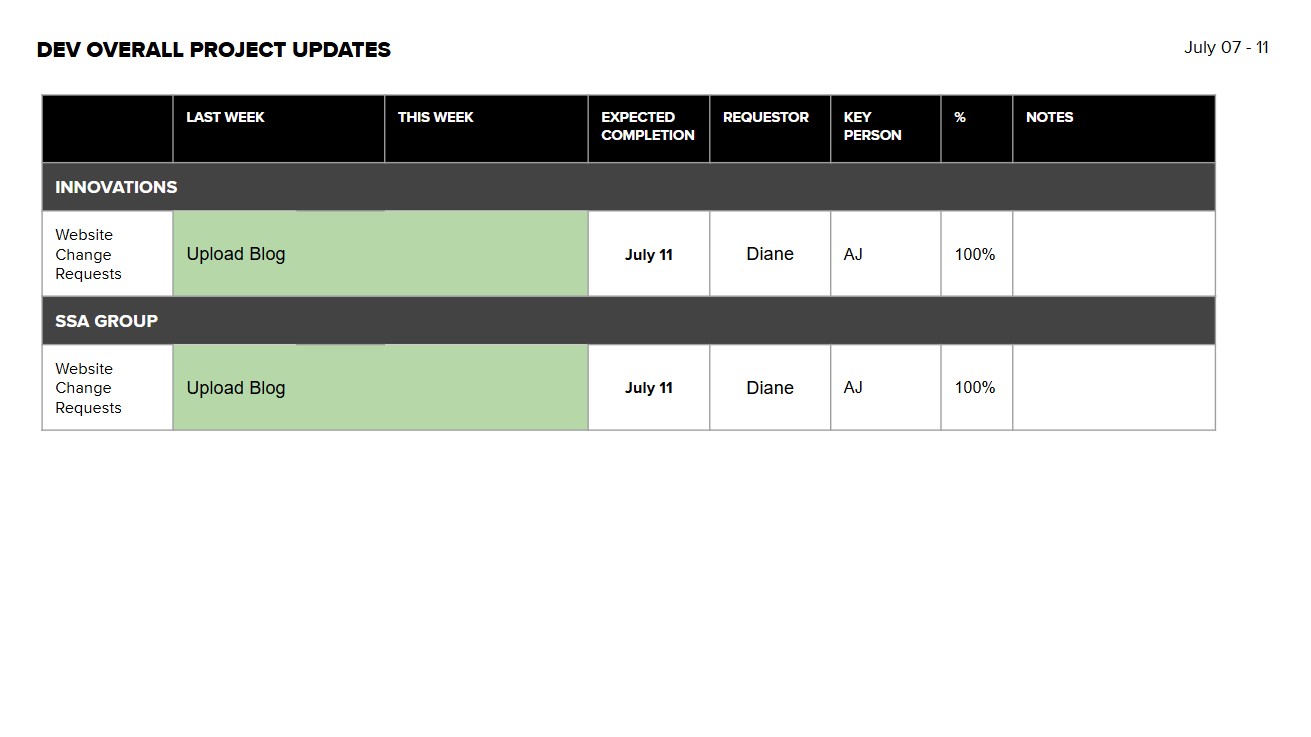 DEV OVERALL PROJECT UPDATES
July 07 - 11
LAST WEEK
THIS WEEK
EXPECTED
COMPLETION
REQUESTOR
KEY
PERSON
%
NOTES
INNOVATIONS
Website
Change
Requests
Upload Blog
July 11
Diane
AJ
100%
SSA GROUP
Website
Change
Requests
Upload Blog
July 11
Diane
AJ
100%